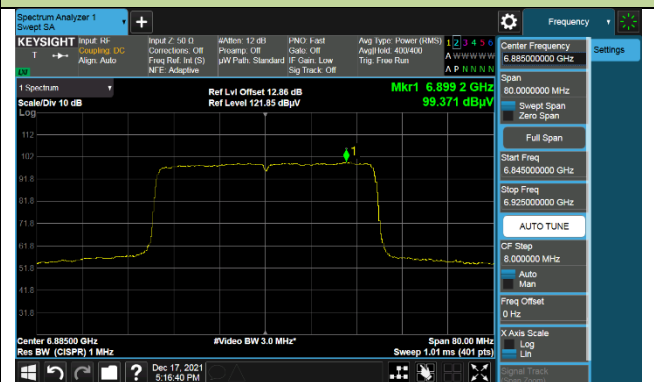 Spectrum Analyzer 1
Swept SA
Frequency
KEYSIGHT
Input: RF
Coupling: DC
Align: Auto
Input Z: 50 Ω
Corrections: Off
Freq Ref: Int (S)
NFE: Adaptive
#Atten: 12 dB
Preamp: Off
µW Path: Standard
PNO: Fast
Gate: Off
IF Gain: Low
Sig Track: Off
Avg Type: Power (RMS)
Avg|Hold: 400/400
Trig: Free Run
1 2 3 4 5 6
A W W W W W
A P N N N N
LW
1 Spectrum
Scale/Div 10 dB
Log
Ref Lvl Offset 12.86 dB
Ref Level 121.85 dBµV
Mkr1 6.899 2 GHz
99.371 dBµV
1
112
102
91.8
81.8
71.8
61.8
51.8
41.8
31.8
Center 6.88500 GHz
Res BW (CISPR) 1 MHz
#Video BW 3.0 MHz*
Span 80.00 MHz
Sweep 1.01 ms (401 pts)
Dec 17, 2021
5:16:40 PM
Center Frequency
6.885000000 GHz
Settings
Span
80.0000000 MHz
Swept Span
Zero Span
Full Span
Start Freq
6.845000000 GHz
Stop Freq
6.925000000 GHz
AUTO TUNE
CF Step
8.000000 MHz
Auto
Man
Freq Offset
0 Hz
X Axis Scale
Log
Lin
Signal Track